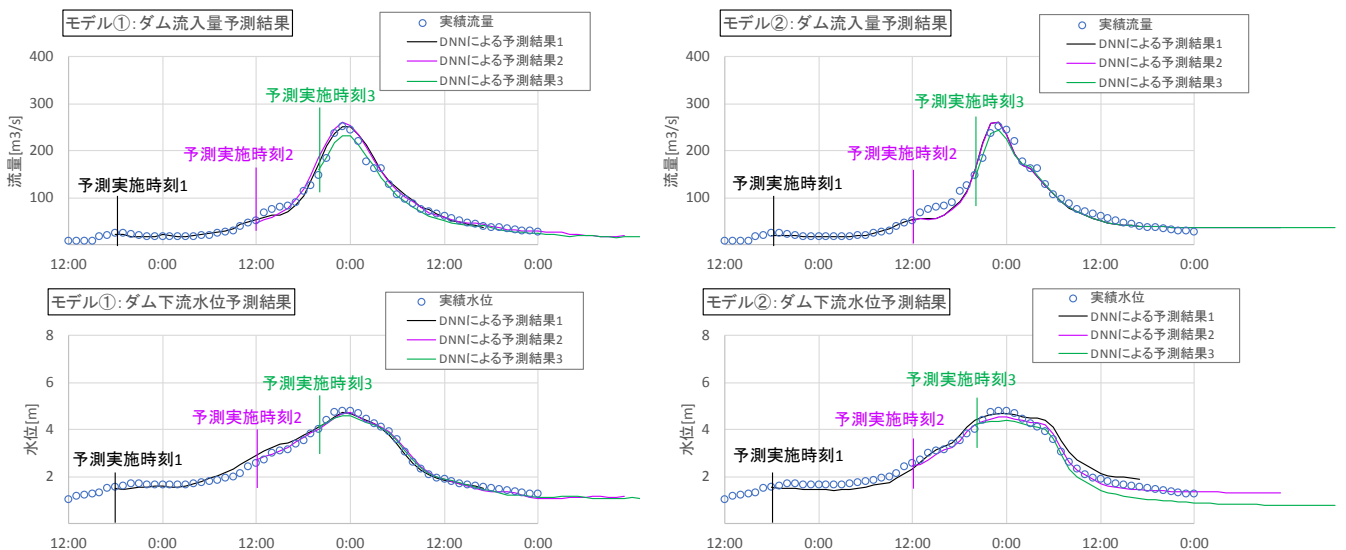 モデル①:ダム流入量予測結果
実績流量
DNNによる予測結果1
DNNによる予測結果2
DNNによる予測結果3
流量[m3/s]
400
300
200
100
予測実施時刻1
予測実施時刻2
予測実施時刻3
12:00
0:00
12:00
0:00
12:00
0:00
モデル②:ダム流入量予測結果
実績流量
DNNによる予測結果1
DNNによる予測結果2
DNNによる予測結果3
流量[m3/s]
400
300
200
100
予測実施時刻1
予測実施時刻2
予測実施時刻3
12:00
0:00
12:00
0:00
12:00
0:00
モデル①:ダム下流水位予測結果
実績水位
DNNによる予測結果1
DNNによる予測結果2
DNNによる予測結果3
水位[m]
8
6
4
2
予測実施時刻1
予測実施時刻2
予測実施時刻3
12:00
0:00
12:00
0:00
12:00
0:00
モデル②:ダム下流水位予測結果
実績水位
DNNによる予測結果1
DNNによる予測結果2
DNNによる予測結果3
水位[m]
8
6
4
2
予測実施時刻1
予測実施時刻2
予測実施時刻3
12:00
0:00
12:00
0:00
12:00
0:00